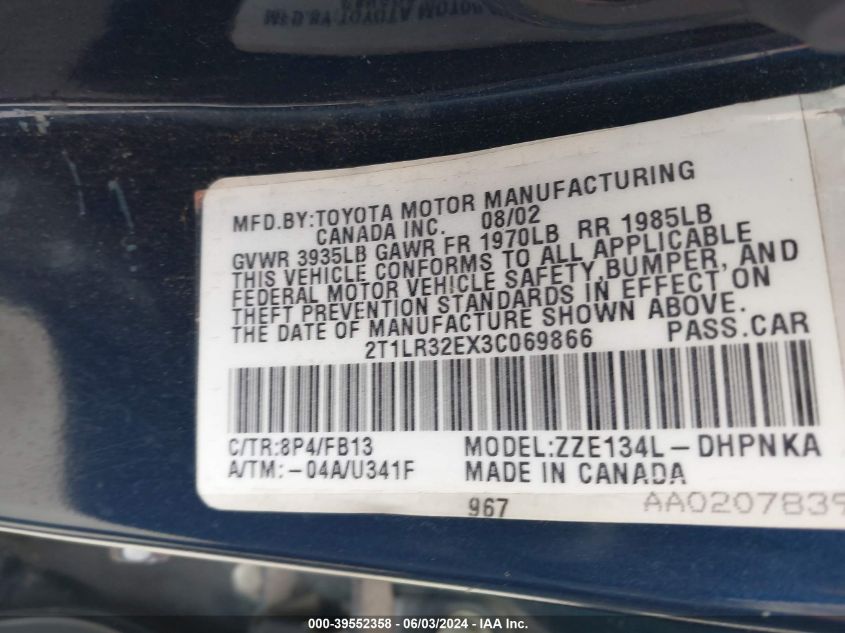 MFD.BY:TOYOTA MOTOR MANUFACTURING
CANADA INC. 08/02
GVWR 3935LB GAWR FR 1970LB RR 1985LB
THIS VEHICLE CONFORMS TO ALL APPLICABLE
FEDERAL MOTOR VEHICLE SAFETY,BUMPER, AND
THEFT PREVENTION STANDARDS IN EFFECT ON
THE DATE OF MANUFACTURE SHOWN ABOVE.
2T1LR32EX3C069866 PASS.CAR
C/TR:8P4/FB13 MODEL:ZZE134L-DHPNKA
A/TM:-04A/U341F MADE IN CANADA
967 AA0207839
000-39552358 - 06/03/2024 - IAA Inc.